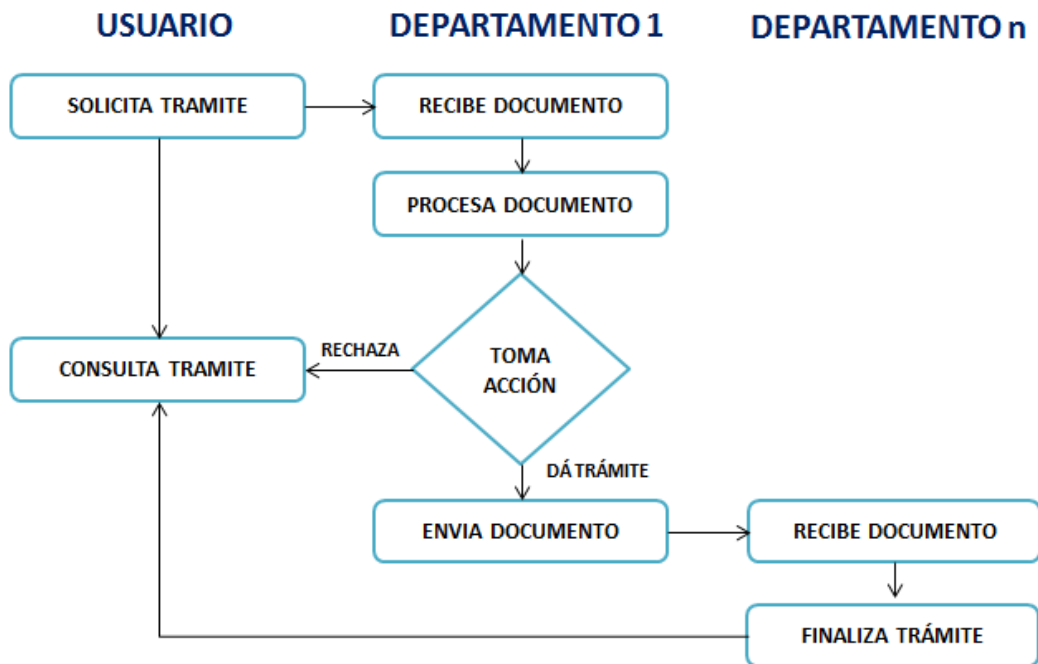 USUARIO
DEPARTAMENTO 1
DEPARTAMENTO n
SOLICITA TRAMITE
RECIBE DOCUMENTO
PROCESA DOCUMENTO
CONSULTA TRAMITE
RECHAZA
TOMA
ACCIÓN
DÁ TRÁMITE
ENVIA DOCUMENTO
RECIBE DOCUMENTO
FINALIZA TRÁMITE